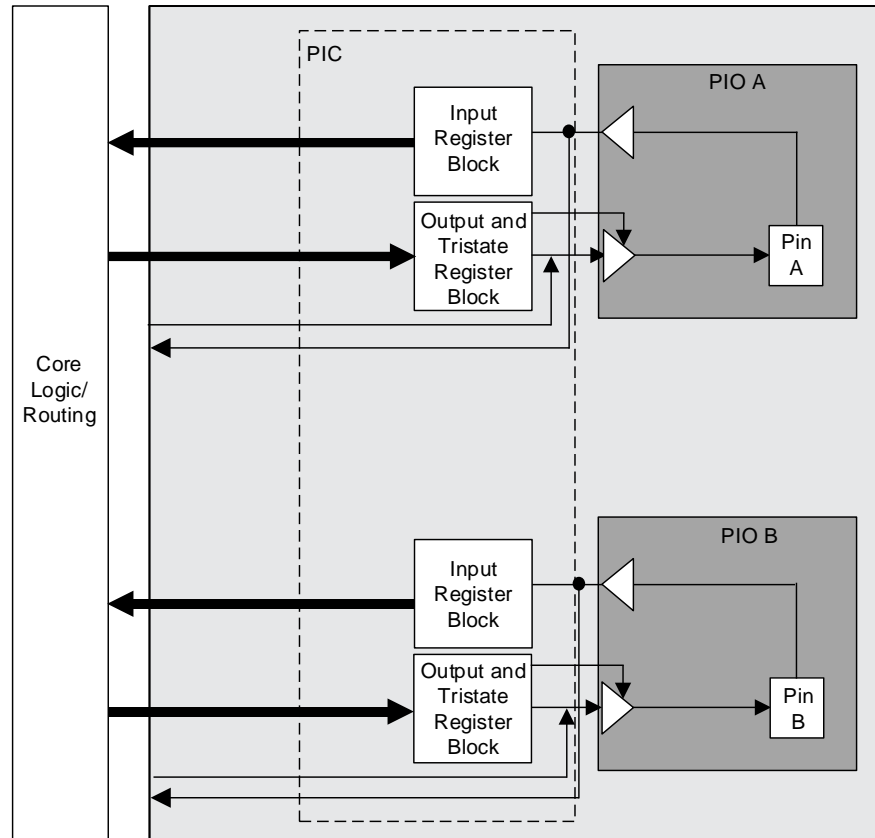 PIC
PIO A
Input
Register
Block
Output and
Tristate
Register
Block
Pin
A
Core
Logic/
Routing
PIO B
Input
Register
Block
Output and
Tristate
Register
Block
Pin
B